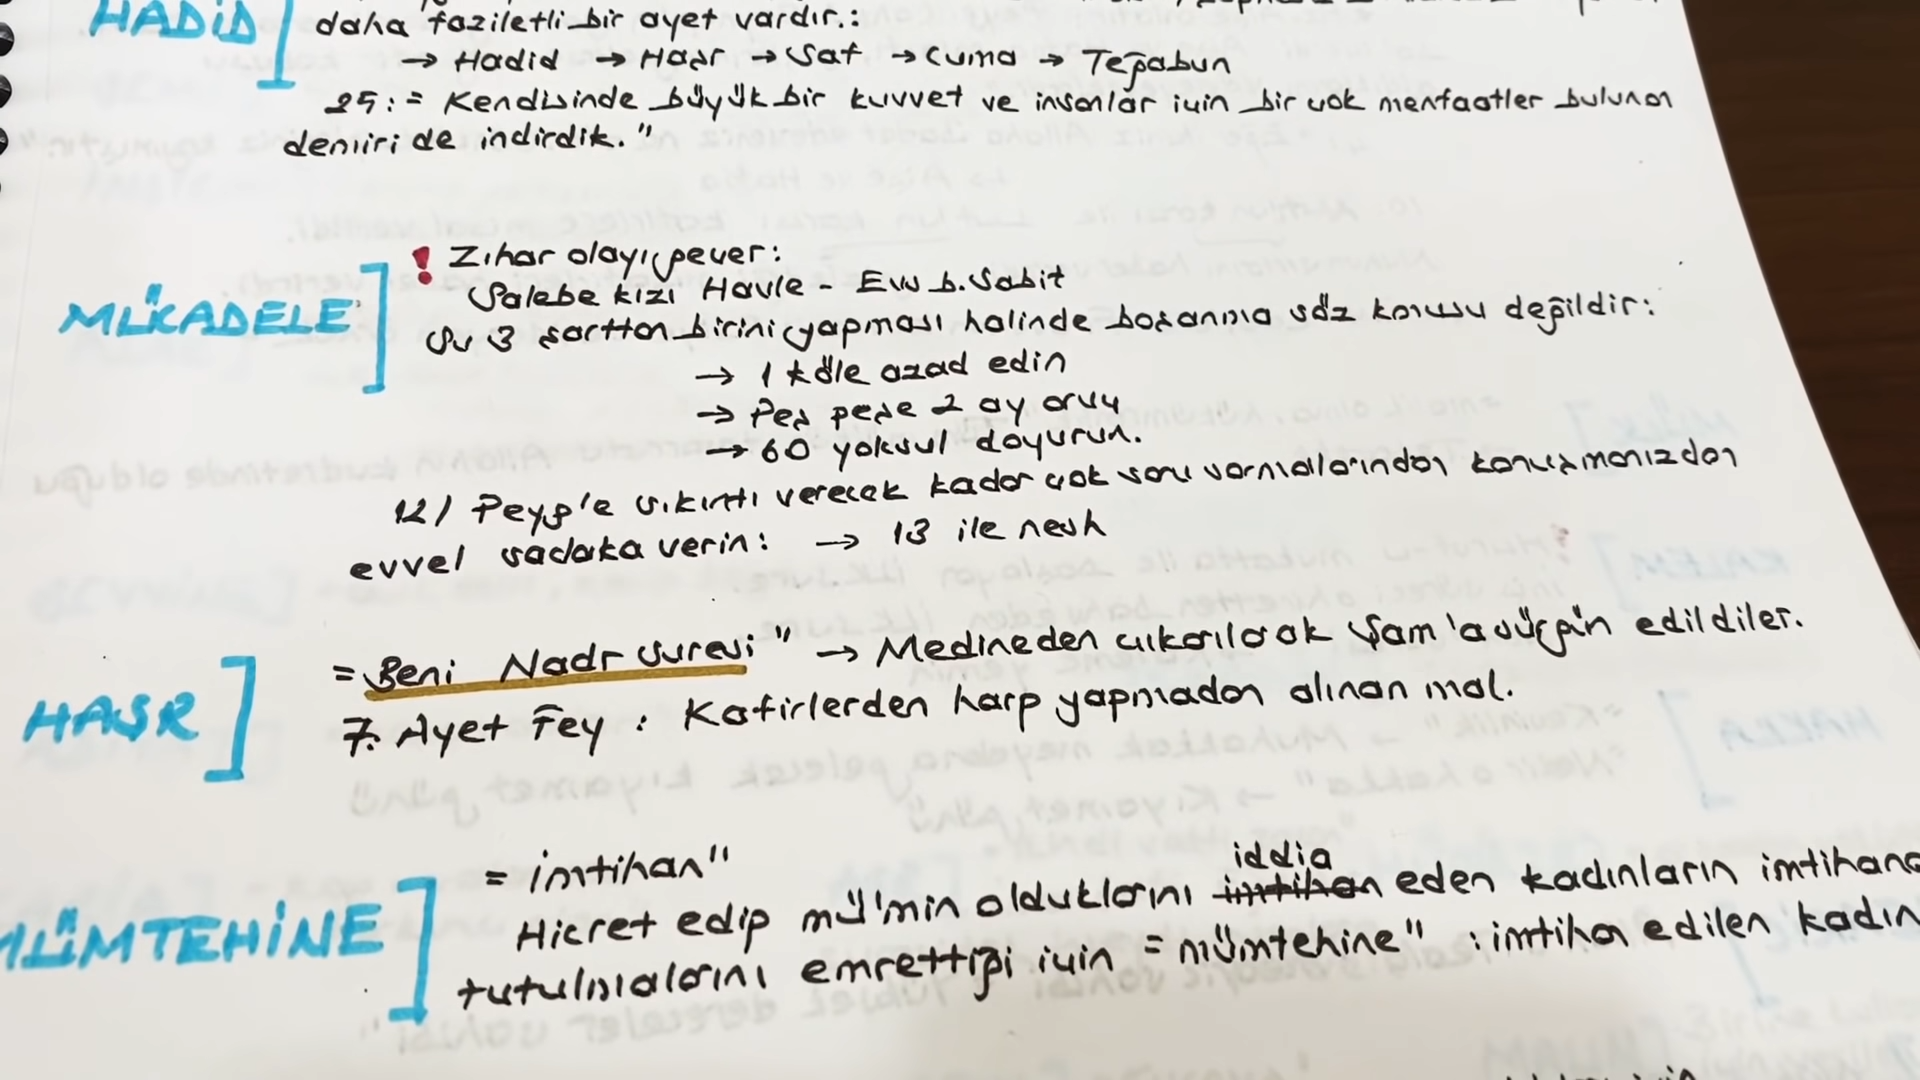 HADİD]
daha faziletli bir ayet vardır.:
→ Hadid → Haşr → Saf → Cuma → Tegabun
25: = Kendisinde büyük bir kuvvet ve insanlar için bir çok menfaatler bulunan
demiri de indirdik."
MÜCADELE]
! Zıhar olayı geçer:
Salebe kızı Havle - Evs b. Sabit
Şu 3 şarttan birini yapması halinde boşanma söz konusu değildir:
→ 1 köle azad edin
→ Peş peşe 2 ay oruç
→ 60 yoksul doyurun.
12/ Peyg'e sıkıntı verecek kadar çok soru sormalarından konuşmanızdan
evvel sadaka verin: → 13 ile nesh
HAŞR]
= Beni Nadr suresi" → Medineden çıkarılarak Şam'a sürgün edildiler.
7. Ayet Fey : Kafirlerden harp yapmadan alınan mal.
MÜMTEHİNE]
= imtihan"
iddia
Hicret edip mü'min olduklarını imtihan eden kadınların imtihana
tutulmalarını emrettiği için = mümtehine" : imtihan edilen kadın